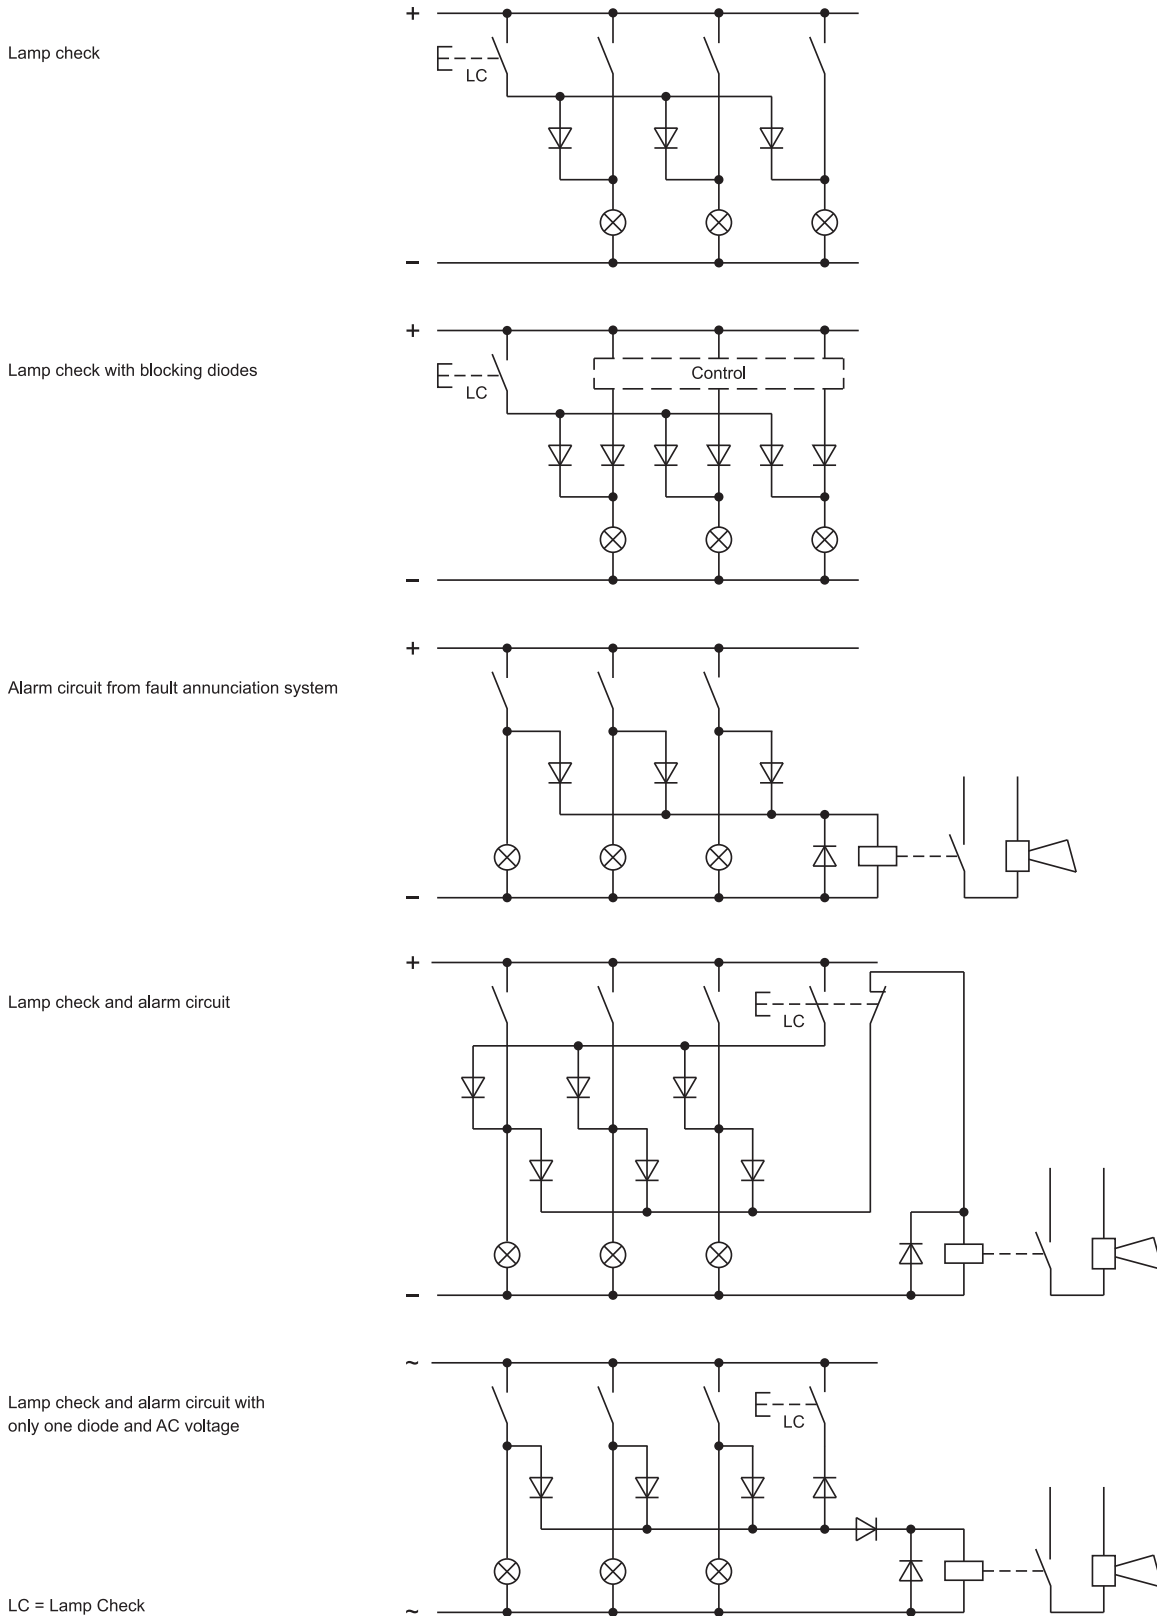 +
Lamp check
LC
−
+
Lamp check with blocking diodes
Control
LC
−
+
Alarm circuit from fault annunciation system
−
+
Lamp check and alarm circuit
LC
−
~
Lamp check and alarm circuit with
only one diode and AC voltage
LC
LC = Lamp Check
~